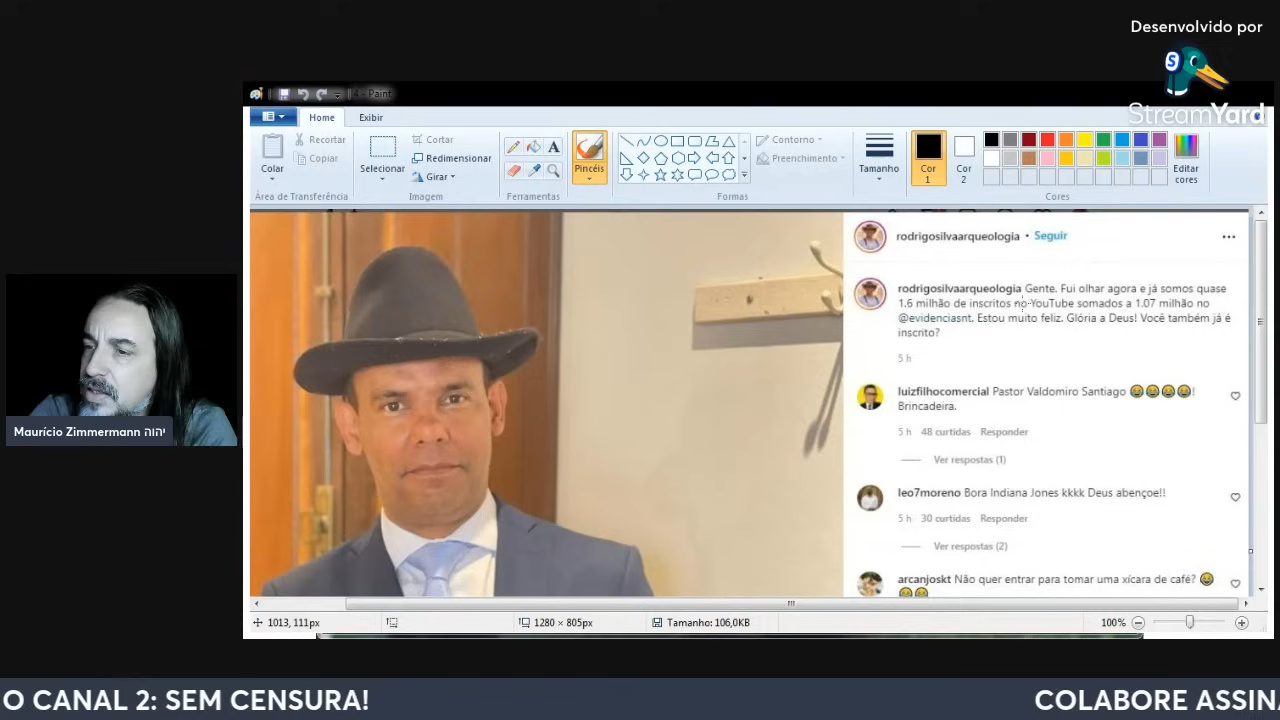 Desenvolvido por
StreamYard
4 - Paint
Home Exibir
Colar
Recortar
Copiar
Área de Transferência
Selecionar
Cortar
Redimensionar
Girar
Imagem
A
Ferramentas
Pincéis
Contorno
Preenchimento
Formas
Tamanho
Cor 1
Cor 2
Editar cores
Cores
rodrigosilvaarqueologia • Seguir
rodrigosilvaarqueologia Gente. Fui olhar agora e já somos quase
1.6 milhão de inscritos no YouTube somados a 1.07 milhão no
@evidenciasnt. Estou muito feliz. Glória a Deus! Você também já é
inscrito?
5 h
luizfilhocomercial Pastor Valdomiro Santiago 😂😂😂😂!
Brincadeira.
5 h 48 curtidas Responder
Ver respostas (1)
leo7moreno Bora Indiana Jones kkkk Deus abençoe!!
5 h 30 curtidas Responder
Ver respostas (2)
arcanjoskt Não quer entrar para tomar uma xícara de café? 😂
😂😂
Maurício Zimmermann יהוה
1013, 111px
1280 × 805px
Tamanho: 106,0KB
100%
O CANAL 2: SEM CENSURA!
COLABORE ASSIN